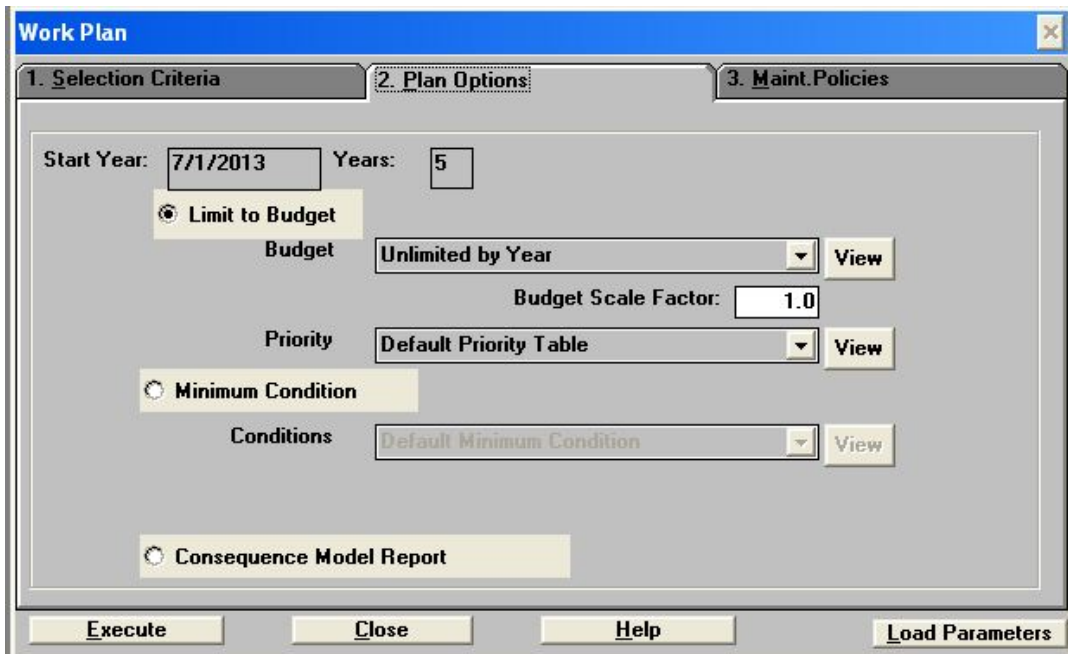 Work Plan
1. Selection Criteria
2. Plan Options
3. Maint.Policies
Start Year: 7/1/2013 Years: 5
Limit to Budget
Budget Unlimited by Year View
Budget Scale Factor: 1.0
Priority Default Priority Table View
Minimum Condition
Conditions Default Minimum Condition View
Consequence Model Report
Execute Close Help Load Parameters